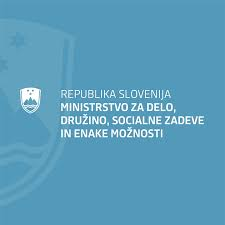 REPUBLIKA SLOVENIJA
MINISTRSTVO ZA DELO,
DRUŽINO, SOCIALNE ZADEVE
IN ENAKE MOŽNOSTI